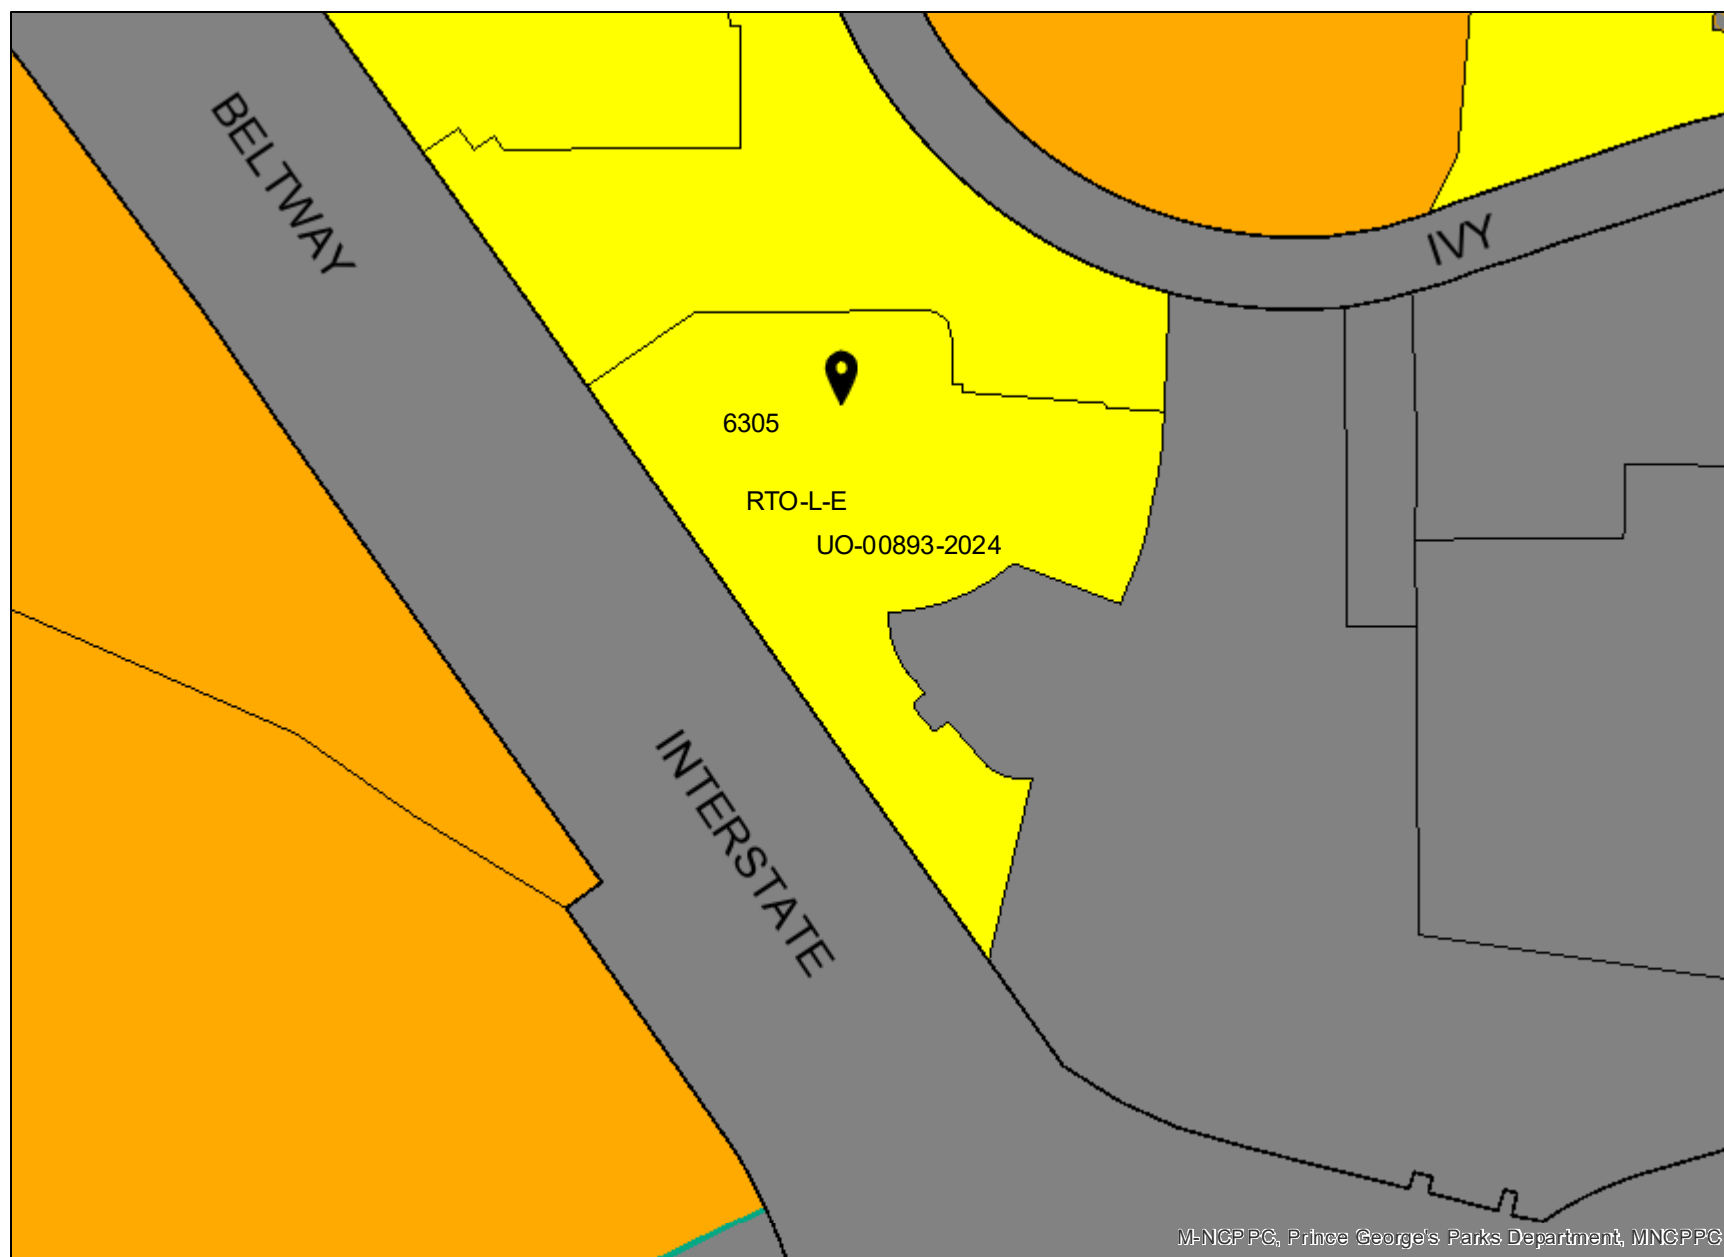 BELTWAY
IVY
6305
RTO-L-E
UO-00893-2024
INTERSTATE
M-NCPPC, Prince George's Parks Department, MNCPPC